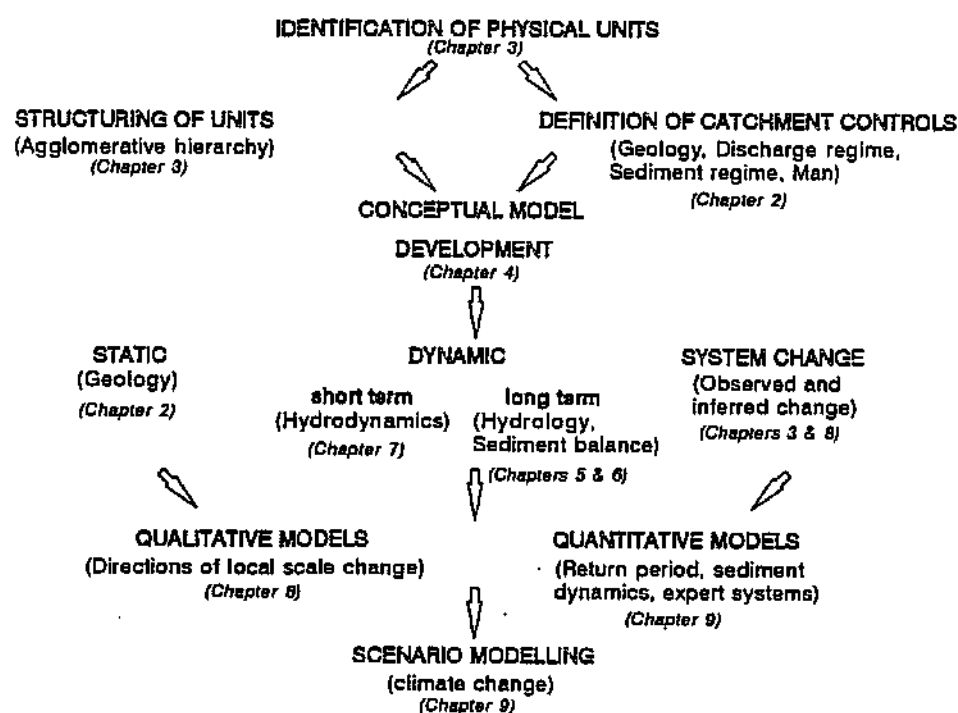 IDENTIFICATION OF PHYSICAL UNITS
(Chapter 3)
STRUCTURING OF UNITS
(Agglomerative hierarchy)
(Chapter 3)
DEFINITION OF CATCHMENT CONTROLS
(Geology, Discharge regime,
Sediment regime, Man)
(Chapter 2)
CONCEPTUAL MODEL
DEVELOPMENT
(Chapter 4)
STATIC
(Geology)
(Chapter 2)
DYNAMIC
short term
(Hydrodynamics)
(Chapter 7)
long term
(Hydrology,
Sediment balance)
(Chapters 5 & 6)
SYSTEM CHANGE
(Observed and
inferred change)
(Chapters 3 & 8)
QUALITATIVE MODELS
(Directions of local scale change)
(Chapter 8)
QUANTITATIVE MODELS
(Return period, sediment
dynamics, expert systems)
(Chapter 9)
SCENARIO MODELLING
(climate change)
(Chapter 9)